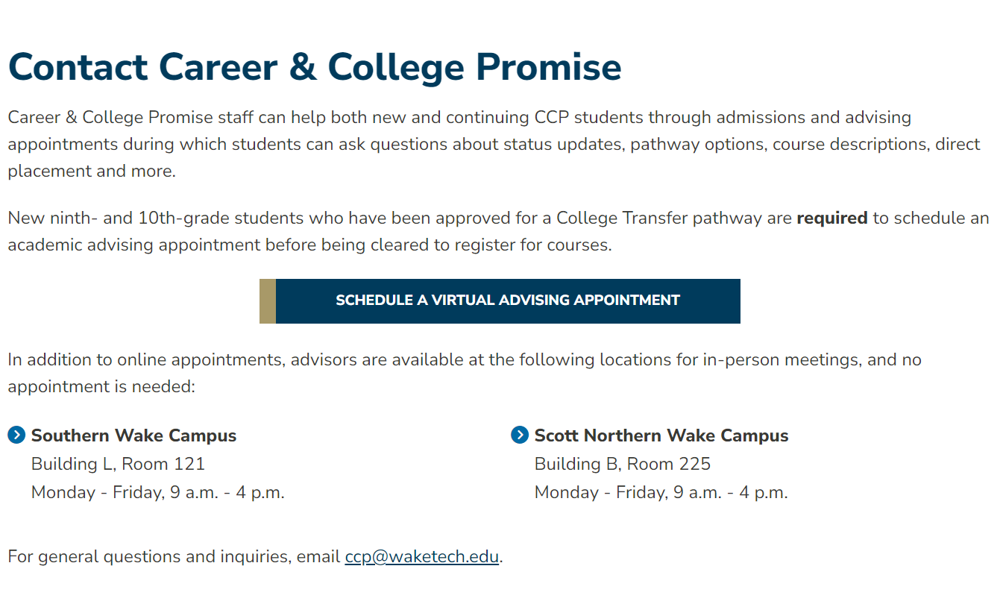 Contact Career & College Promise
Career & College Promise staff can help both new and continuing CCP students through admissions and advising
appointments during which students can ask questions about status updates, pathway options, course descriptions, direct
placement and more.
New ninth- and 10th-grade students who have been approved for a College Transfer pathway are required to schedule an
academic advising appointment before being cleared to register for courses.
SCHEDULE A VIRTUAL ADVISING APPOINTMENT
In addition to online appointments, advisors are available at the following locations for in-person meetings, and no
appointment is needed:
Southern Wake Campus
Building L, Room 121
Monday - Friday, 9 a.m. - 4 p.m.
Scott Northern Wake Campus
Building B, Room 225
Monday - Friday, 9 a.m. - 4 p.m.
For general questions and inquiries, email ccp@waketech.edu.